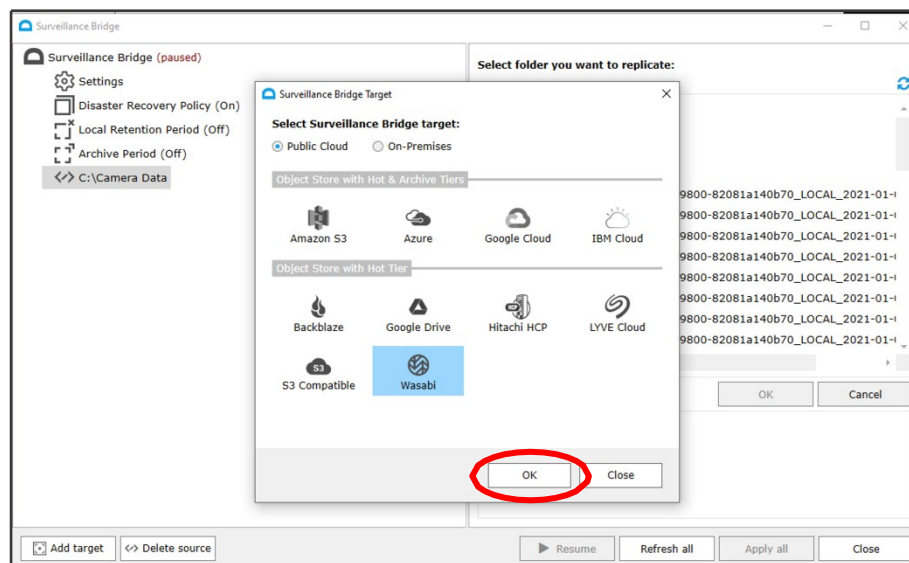 Surveillance Bridge
Surveillance Bridge (paused)
Settings
Disaster Recovery Policy (On)
Local Retention Period (Off)
Archive Period (Off)
C:\Camera Data
Select folder you want to replicate:
Surveillance Bridge Target
Select Surveillance Bridge target:
Public Cloud On-Premises
Object Store with Hot & Archive Tiers
Amazon S3 Azure Google Cloud IBM Cloud
Object Store with Hot Tier
Backblaze Google Drive Hitachi HCP LYVE Cloud
S3
S3 Compatible Wasabi
OK Close
9800-82081a140b70_LOCAL_2021-01-
9800-82081a140b70_LOCAL_2021-01-
9800-82081a140b70_LOCAL_2021-01-
9800-82081a140b70_LOCAL_2021-01-
9800-82081a140b70_LOCAL_2021-01-
9800-82081a140b70_LOCAL_2021-01-
9800-82081a140b70_LOCAL_2021-01-
9800-82081a140b70_LOCAL_2021-01-
OK Cancel
Add target Delete source Resume Refresh all Apply all Close